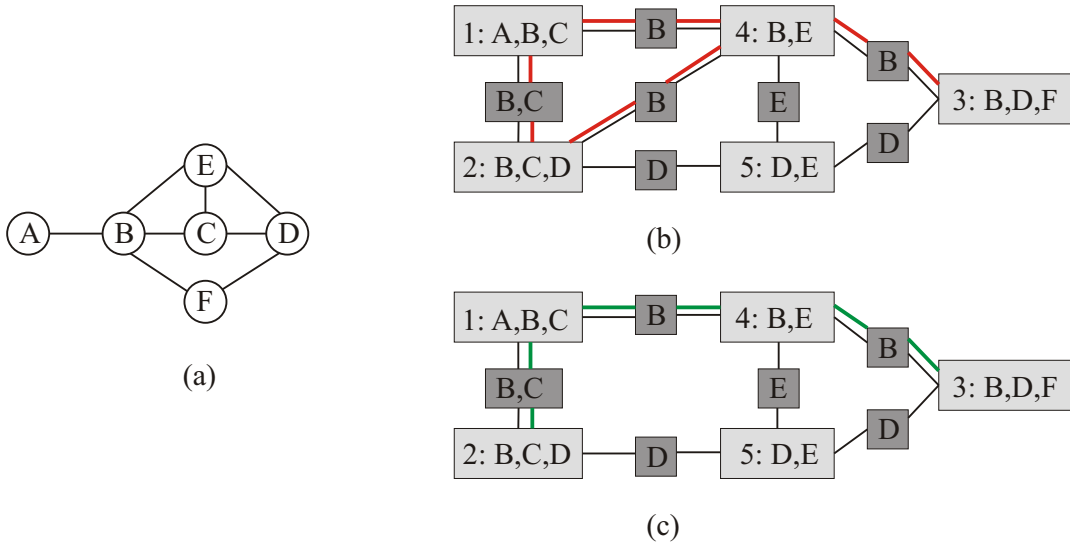 E
A
B
C
D
F
(a)
1: A,B,C
B
4: B,E
B
B,C
B
E
3: B,D,F
D
2: B,C,D
D
5: D,E
(b)
1: A,B,C
B
4: B,E
B
B,C
E
3: B,D,F
D
2: B,C,D
D
5: D,E
(c)